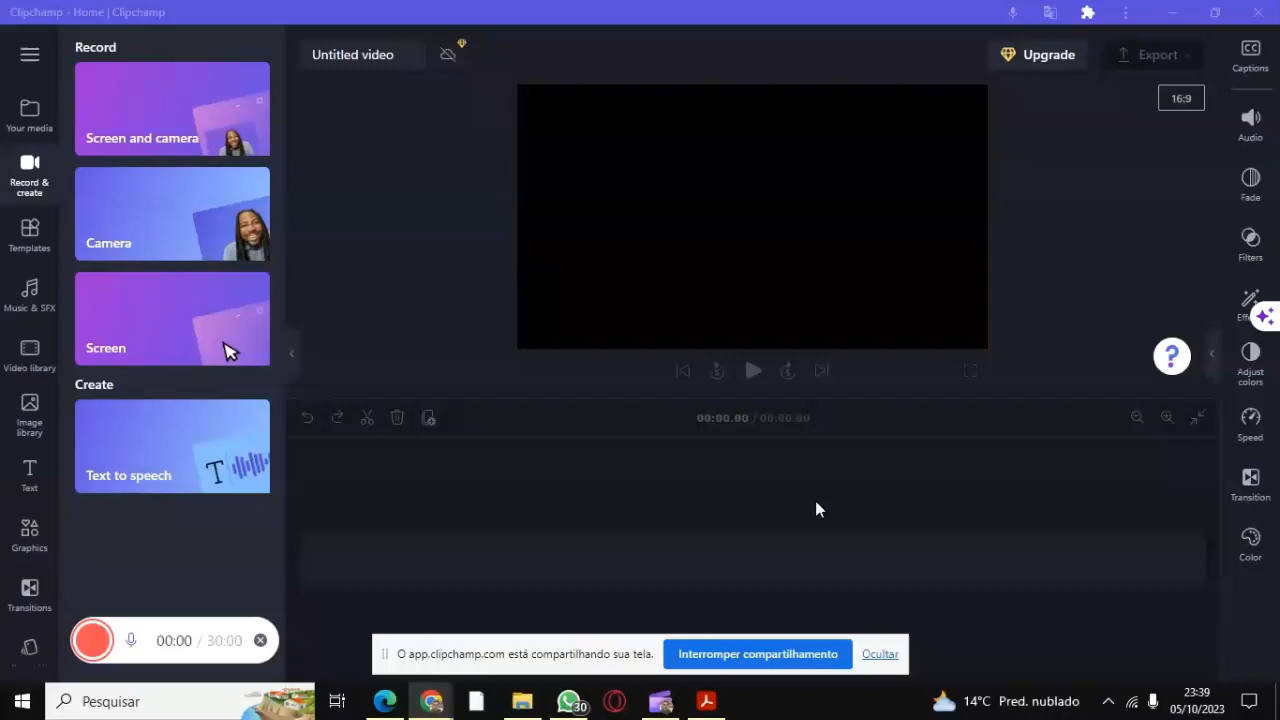 Clipchamp - Home | Clipchamp
Record
Screen and camera
Camera
Screen
Create
Text to speech
T
Your media
Record &
create
Templates
Music & SFX
Video library
Image
library
Text
Graphics
Transitions
00:00 / 30:00
Untitled video
Upgrade
Export
16:9
5
5
?
00:00.00 / 00:00.00
CC
Captions
Audio
Fade
Filters
Adjust
colors
Speed
Transition
Color
O app.clipchamp.com está compartilhando sua tela.
Interromper compartilhamento
Ocultar
Pesquisar
30
14°C Pred. nublado
23:39
05/10/2023